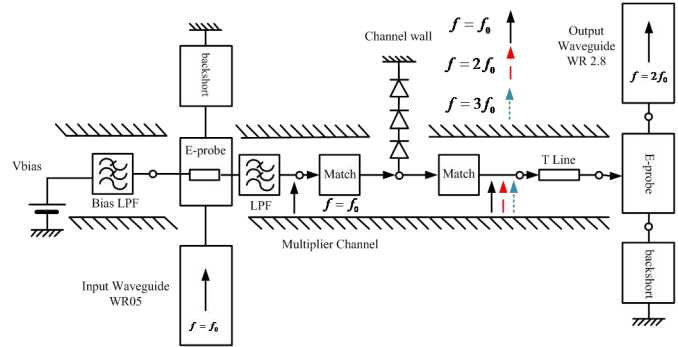 Channel wall
f = f₀
f = 2f₀
f = 3f₀
Output
Waveguide
WR 2.8
f = 2f₀
backshort
Vbias
Bias LPF
E-probe
LPF
Match
f = f₀
Match
T Line
E-probe
Multiplier Channel
Input Waveguide
WR05
f = f₀
backshort